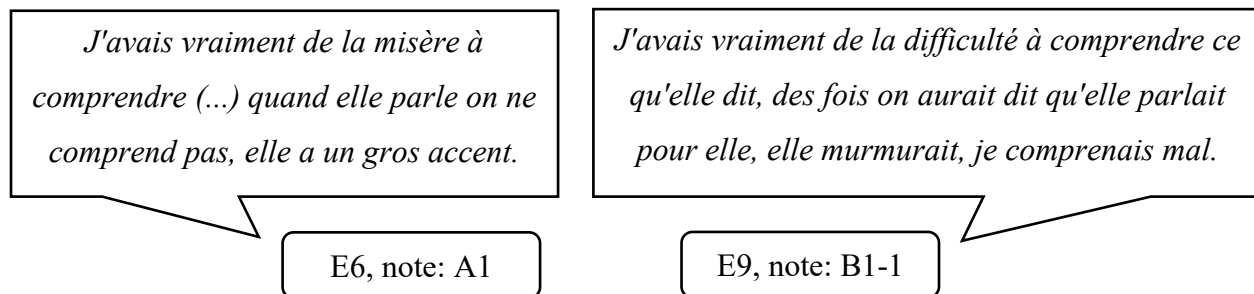 J'avais vraiment de la misère à
comprendre (...) quand elle parle on ne
comprend pas, elle a un gros accent.
E6, note: A1
J'avais vraiment de la difficulté à comprendre ce
qu'elle dit, des fois on aurait dit qu'elle parlait
pour elle, elle murmurait, je comprenais mal.
E9, note: B1-1